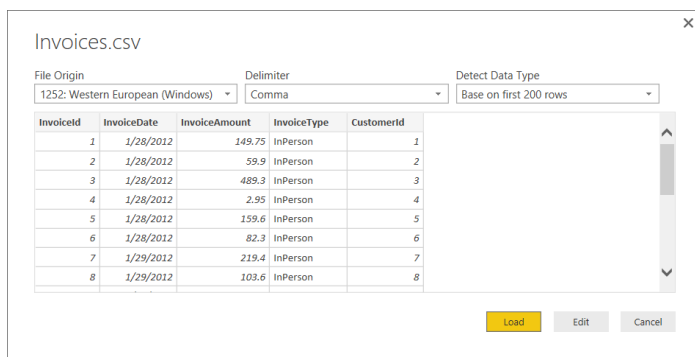 Invoices.csv
File Origin Delimiter Detect Data Type
1252: Western European (Windows) Comma Base on first 200 rows
InvoiceId InvoiceDate InvoiceAmount InvoiceType CustomerId
1 1/28/2012 149.75 InPerson 1
2 1/28/2012 59.9 InPerson 2
3 1/28/2012 489.3 InPerson 3
4 1/28/2012 2.95 InPerson 4
5 1/28/2012 159.6 InPerson 5
6 1/28/2012 82.3 InPerson 6
7 1/29/2012 219.4 InPerson 7
8 1/29/2012 103.6 InPerson 8
Load Edit Cancel